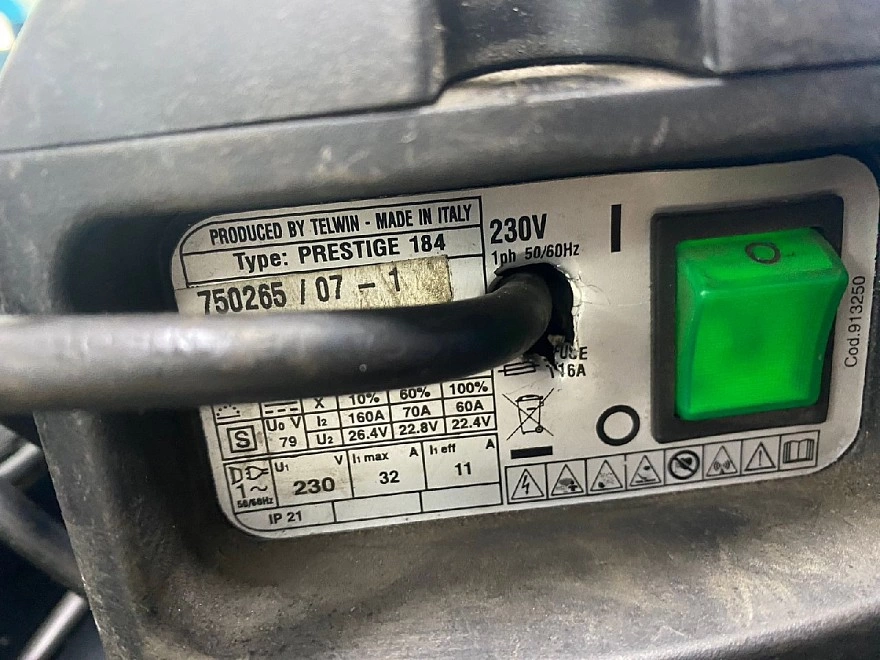 PRODUCED BY TELWIN - MADE IN ITALY
Type: PRESTIGE 184
750265 / 07 - 1
230V
1ph 50/60Hz
FUSE
16A
X 10% 60% 100%
S U0 V I2 160A 70A 60A
79 U2 26.4V 22.8V 22.4V
U1 V I1 max A I1 eff A
1~ 230 32 11
50/60Hz
IP 21
Cod.913250